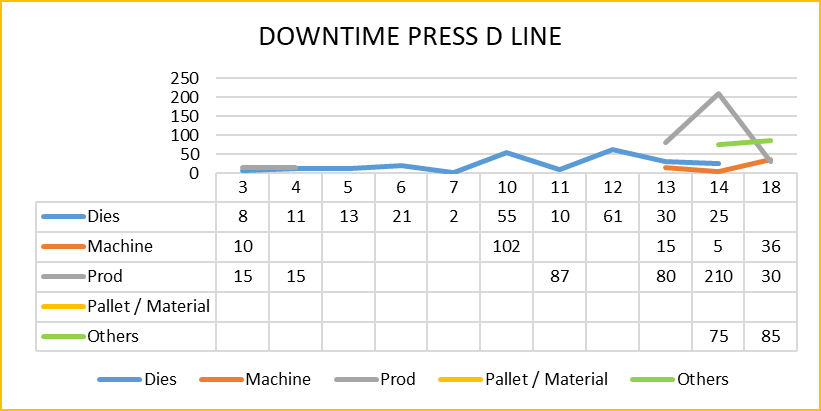 DOWNTIME PRESS D LINE
250
200
150
100
50
0
3 4 5 6 7 10 11 12 13 14 18
Dies 8 11 13 21 2 55 10 61 30 25
Machine 10 102 15 5 36
Prod 15 15 87 80 210 30
Pallet / Material
Others 75 85
Dies Machine Prod Pallet / Material Others